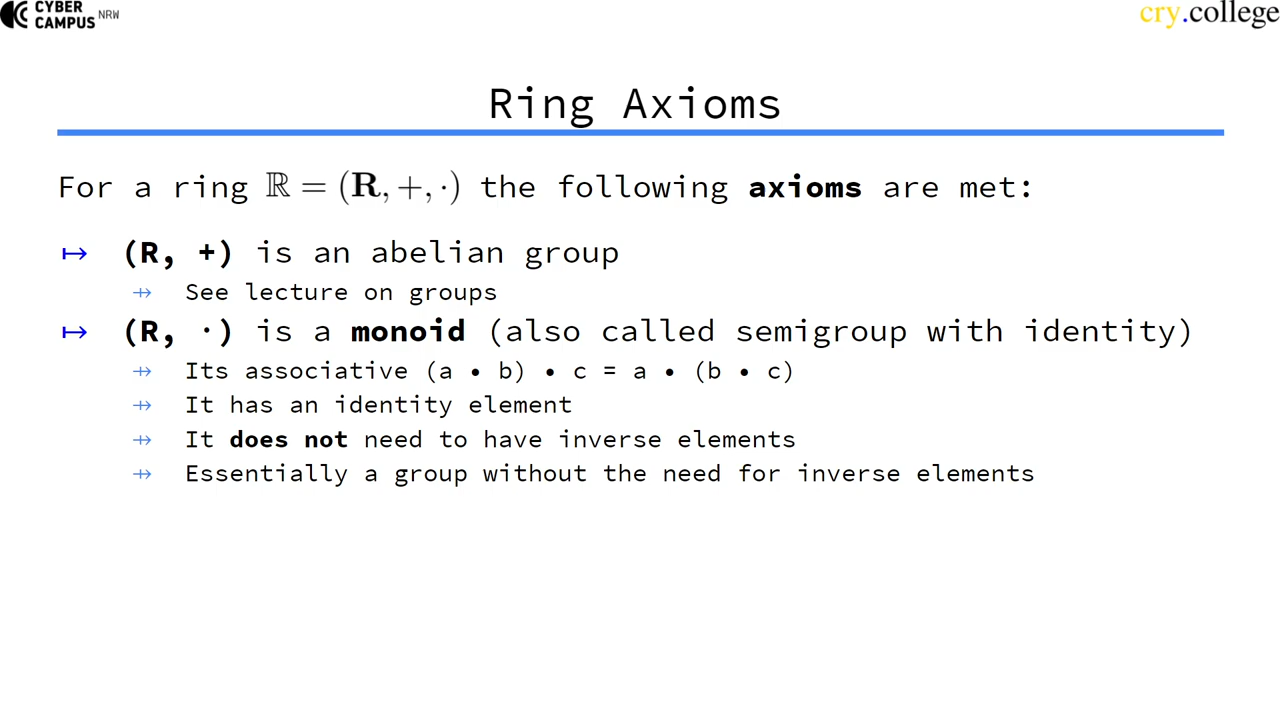 CYBER
CAMPUS NRW
cry.college
Ring Axioms
For a ring ℝ = (𝐑, +, ·) the following axioms are met:
↦ (R, +) is an abelian group
⇸ See lecture on groups
↦ (R, ·) is a monoid (also called semigroup with identity)
⇸ Its associative (a • b) • c = a • (b • c)
⇸ It has an identity element
⇸ It does not need to have inverse elements
⇸ Essentially a group without the need for inverse elements